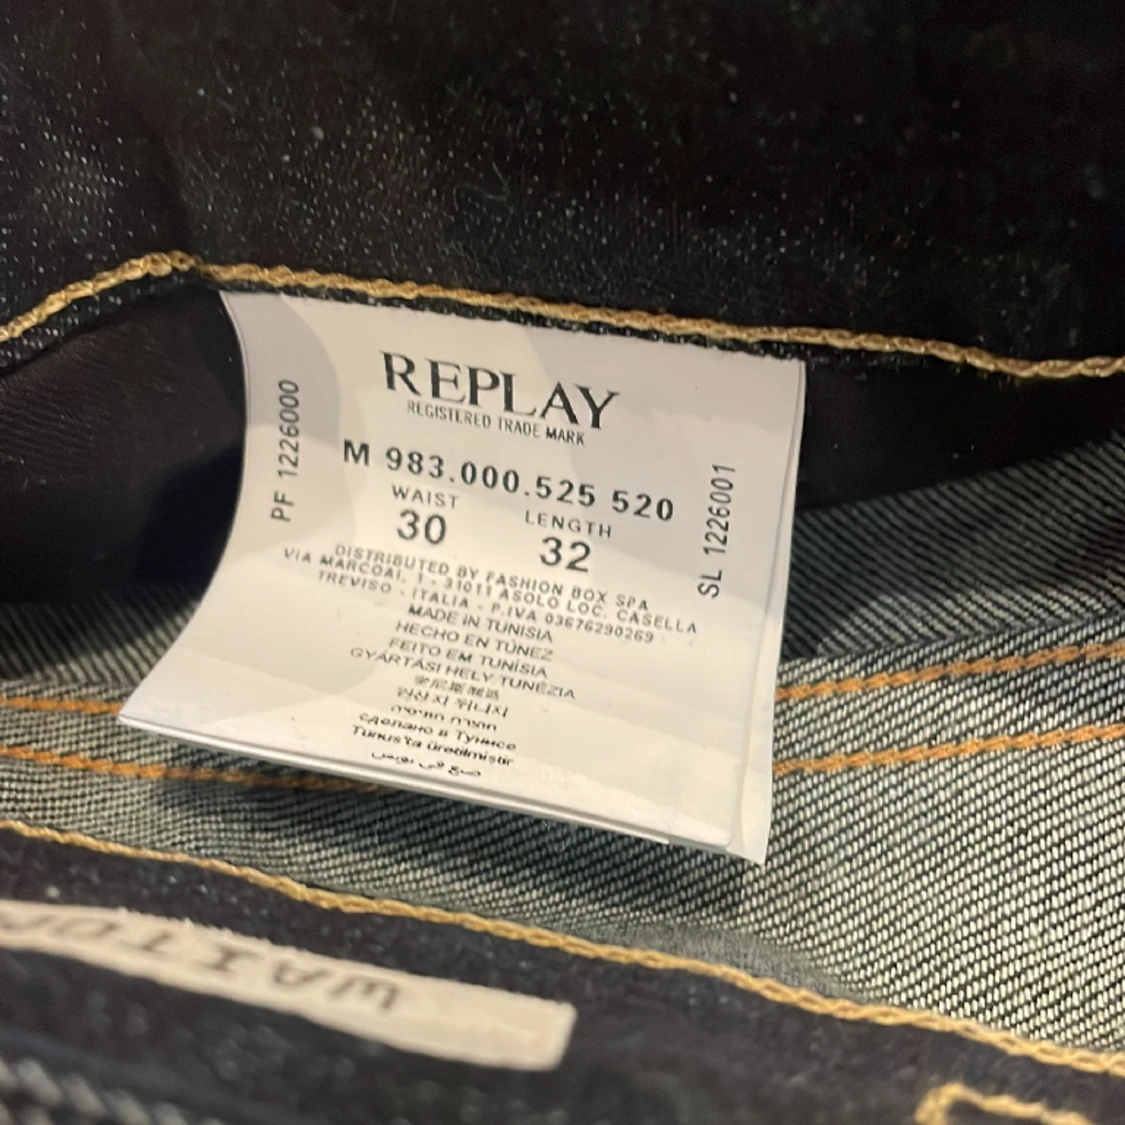 REPLAY
REGISTERED TRADE MARK
M 983.000.525 520
WAIST LENGTH
30 32
DISTRIBUTED BY FASHION BOX SPA
VIA MARCOAI, 1 - 31011 ASOLO LOC. CASELLA
TREVISO - ITALIA - P.IVA 03676290269
MADE IN TUNISIA
HECHO EN TÚNEZ
FEITO EM TUNÍSIA
GYÁRTÁSI HELY TUNÉZIA
сделано в Тунисе
Tunus'ta üretilmiştir
صنع في تونس
PF 1226000
SL 1226001